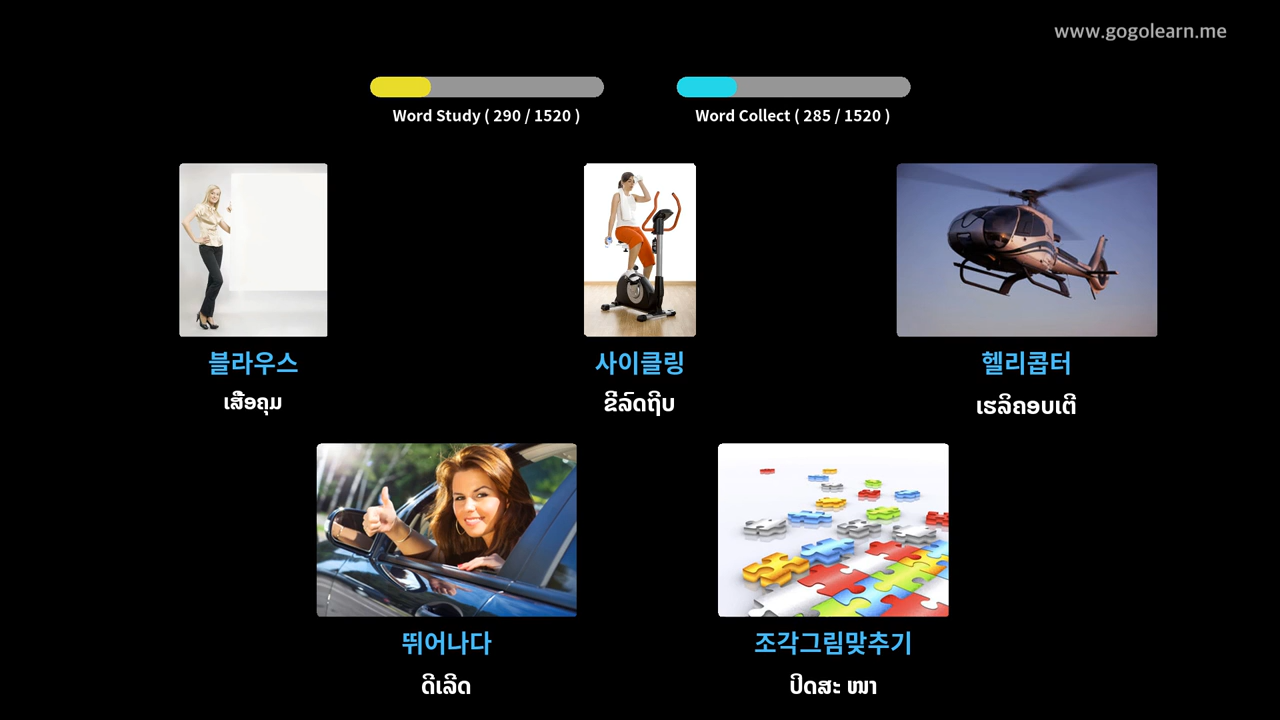 www.gogolearn.me
Word Study ( 290 / 1520 )
Word Collect ( 285 / 1520 )
블라우스
사이클링
헬리콥터
ເສື້ອຄຸມ
ຂີ່ລົດຖີບ
ເຮລິຄອບເຕີ
뛰어나다
조각그림맞추기
ດີເລີດ
ປິດສະ ໜາ